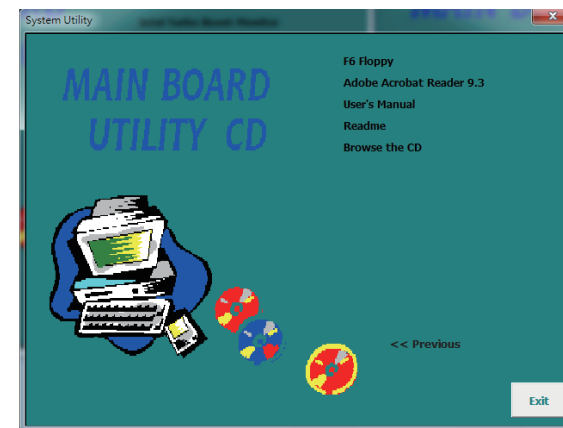 System Utility
MAIN BOARD
UTILITY CD
F6 Floppy
Adobe Acrobat Reader 9.3
User's Manual
Readme
Browse the CD
<< Previous
Exit